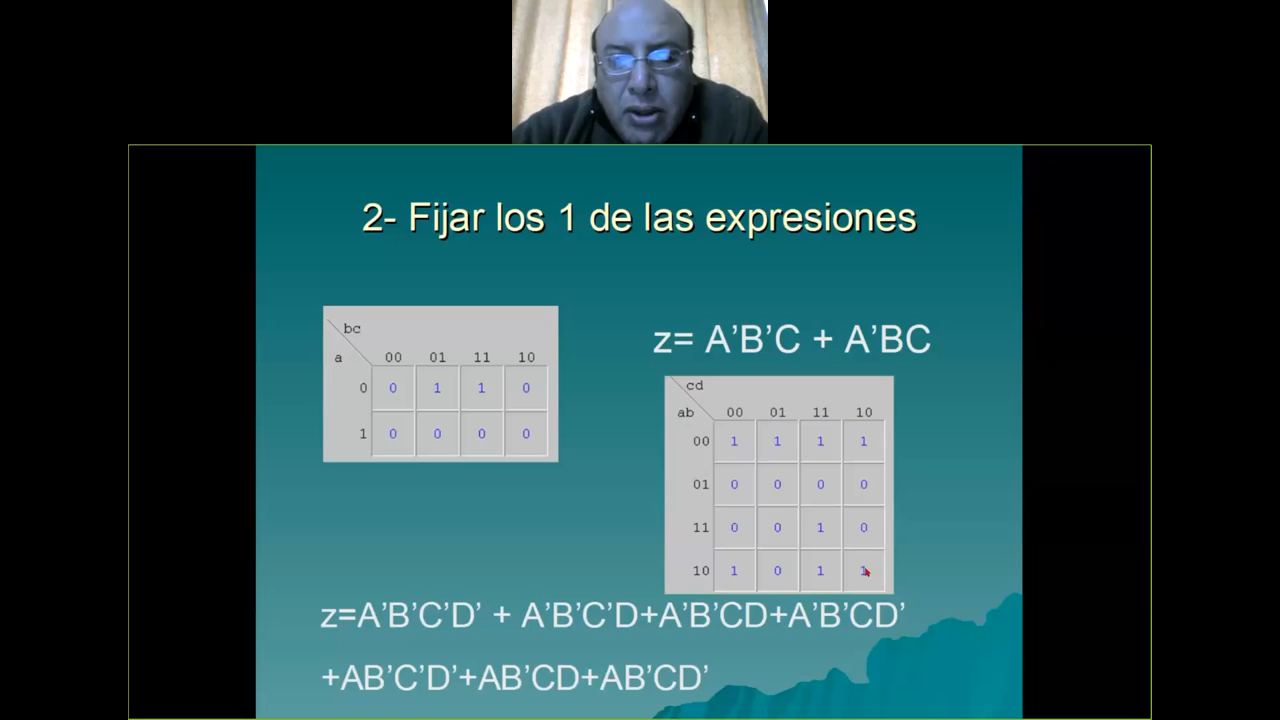 2- Fijar los 1 de las expresiones
bc
a 00 01 11 10
0 0 1 1 0
1 0 0 0 0
z= A’B’C + A’BC
cd
ab 00 01 11 10
00 1 1 1 1
01 0 0 0 0
11 0 0 1 0
10 1 0 1 1
z=A’B’C’D’ + A’B’C’D+A’B’CD+A’B’CD’
+AB’C’D’+AB’CD+AB’CD’